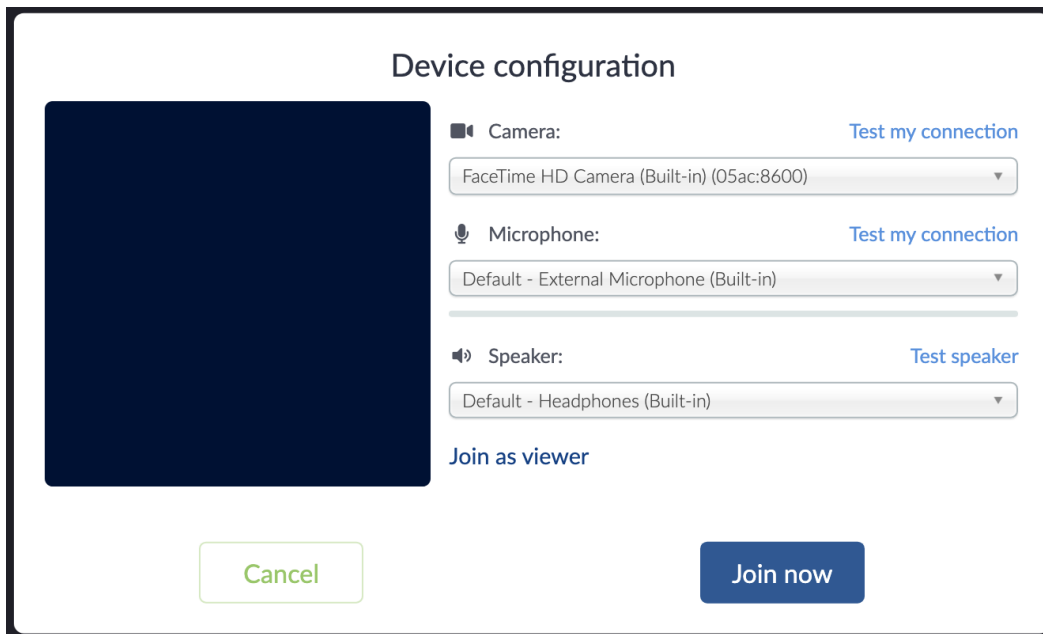 Device configuration
Camera:
Test my connection
FaceTime HD Camera (Built-in) (05ac:8600)
Microphone:
Test my connection
Default - External Microphone (Built-in)
Speaker:
Test speaker
Default - Headphones (Built-in)
Join as viewer
Cancel
Join now